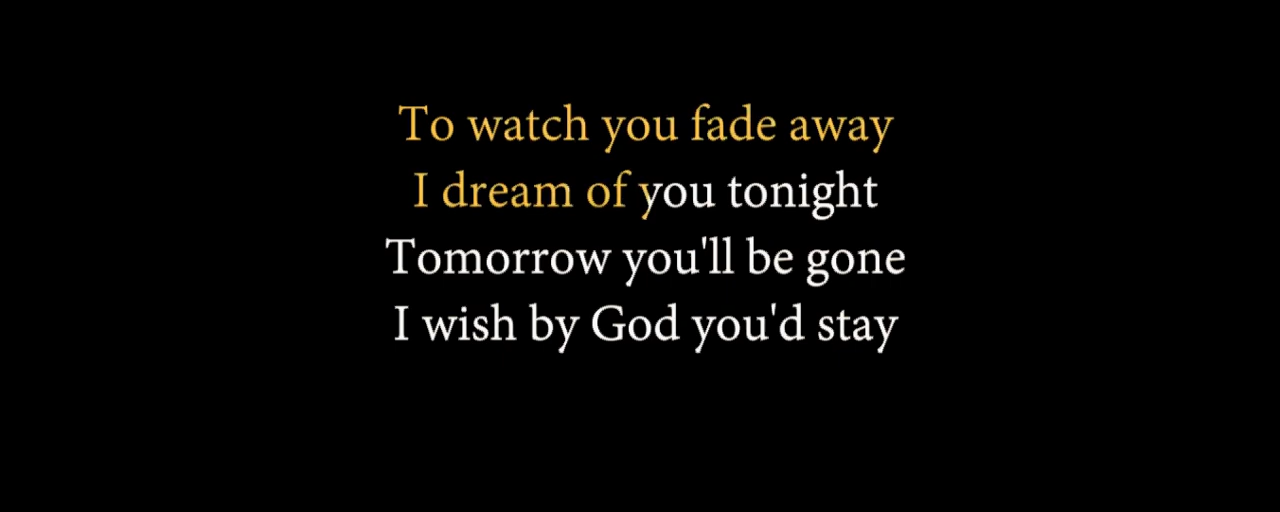 To watch you fade away
I dream of you tonight
Tomorrow you'll be gone
I wish by God you'd stay